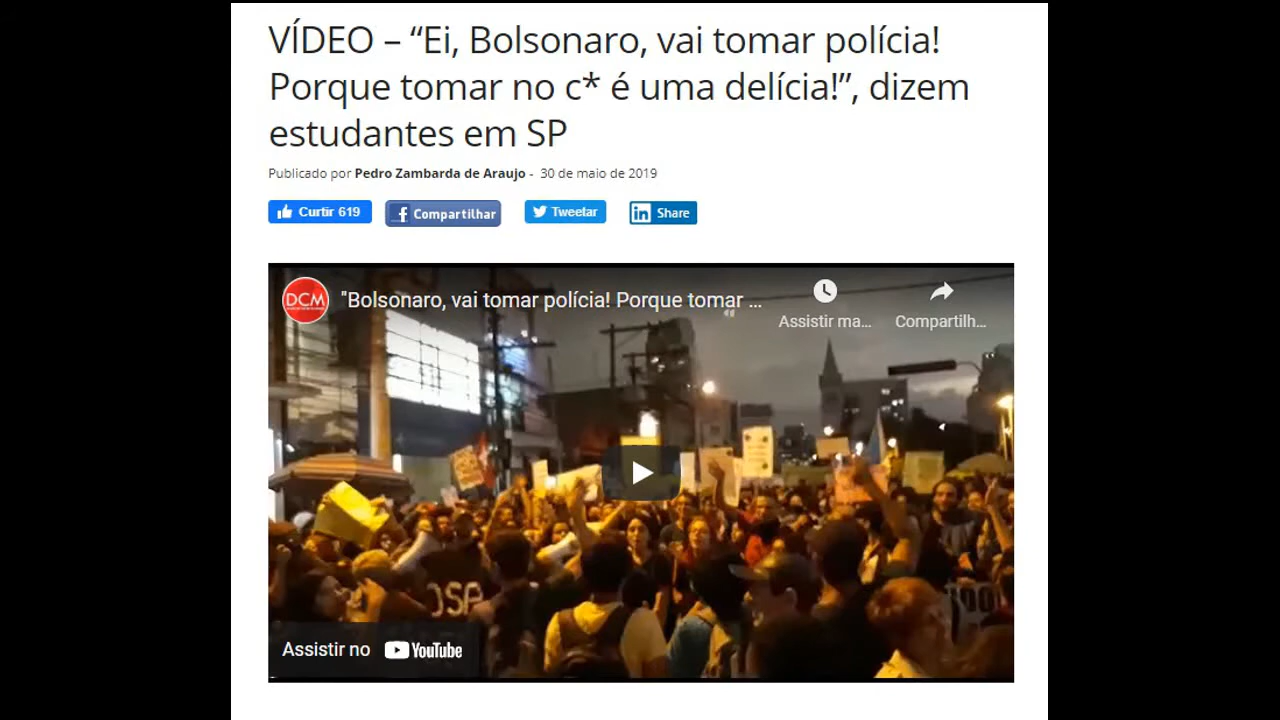 VÍDEO – “Ei, Bolsonaro, vai tomar polícia!
Porque tomar no c* é uma delícia!”, dizem
estudantes em SP
Publicado por Pedro Zambarda de Araujo - 30 de maio de 2019
Curtir 619
Compartilhar
Tweetar
Share
DCM
"Bolsonaro, vai tomar polícia! Porque tomar ...
Assistir ma...
Compartilh...
Assistir no YouTube